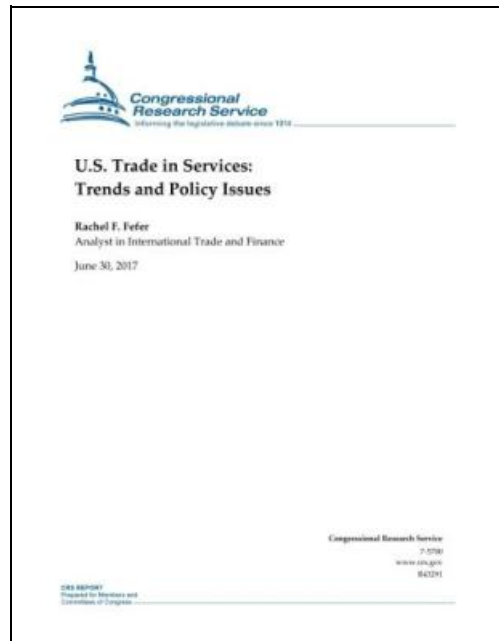 Congressional
Research Service
Informing the legislative debate since 1914
U.S. Trade in Services:
Trends and Policy Issues
Rachel F. Fefer
Analyst in International Trade and Finance
June 30, 2017
Congressional Research Service
7-5700
www.crs.gov
R43291
CRS REPORT
Prepared for Members and
Committees of Congress